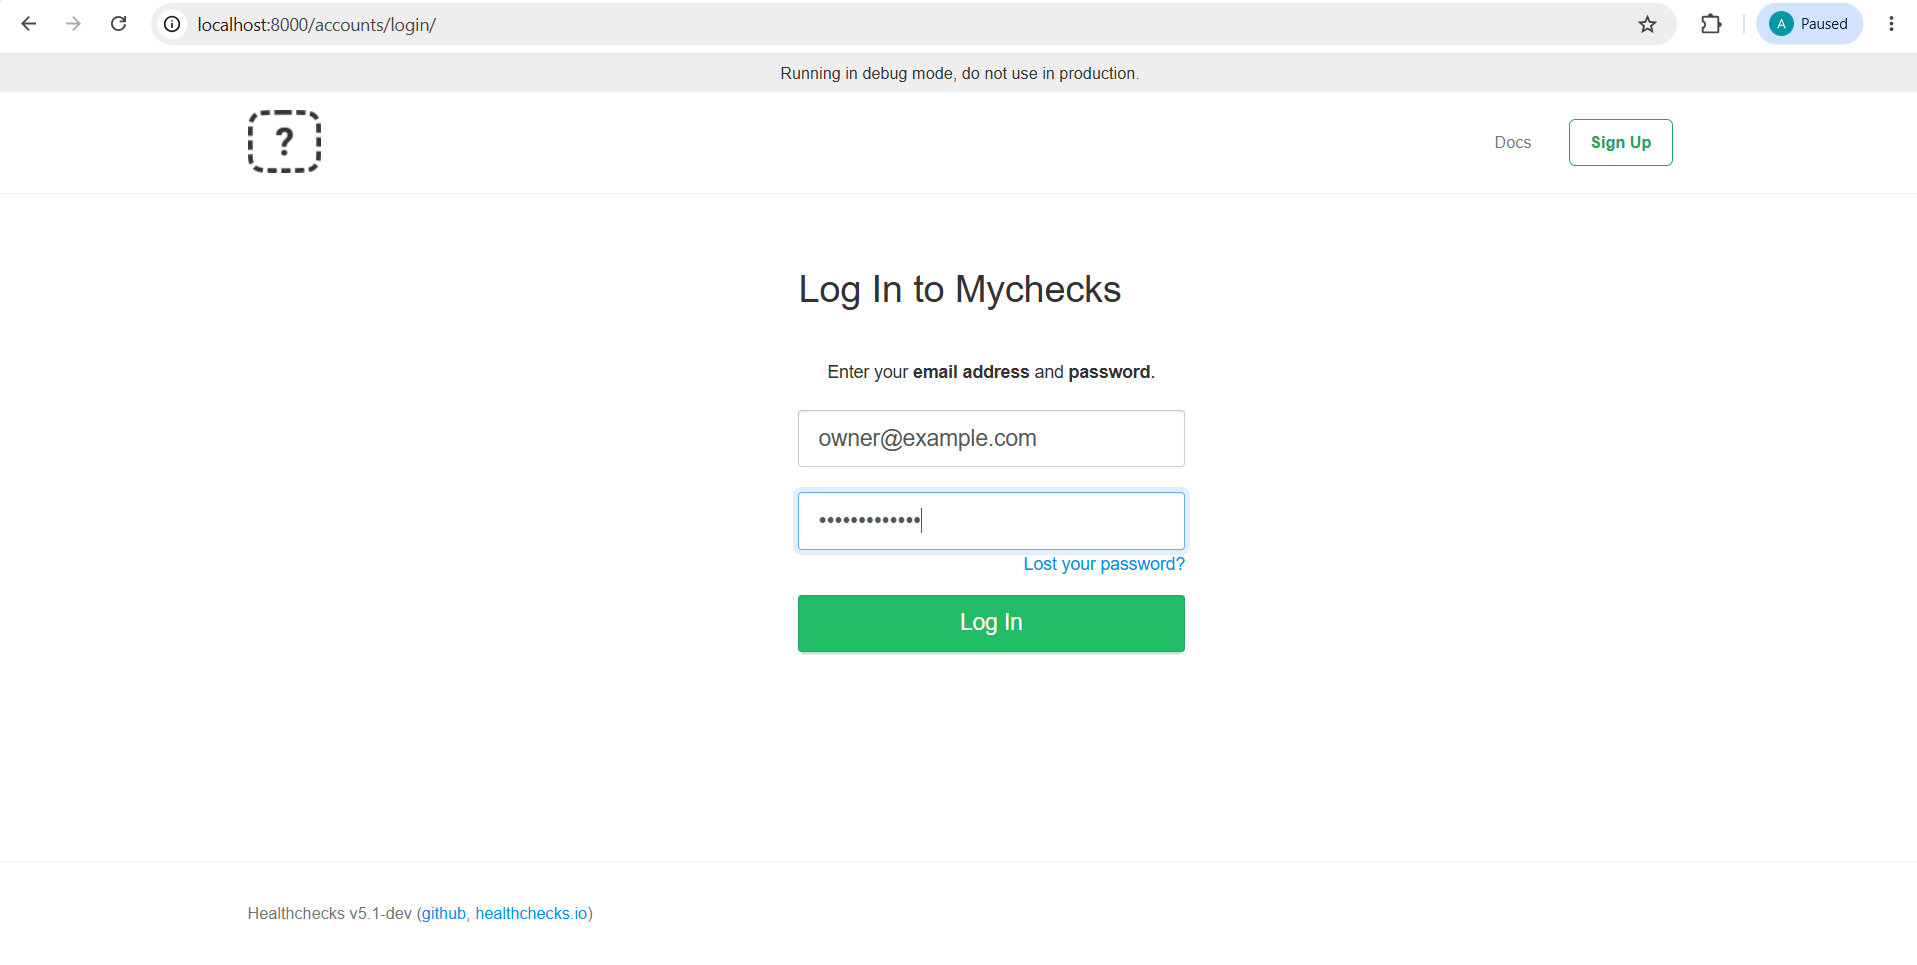 localhost:8000/accounts/login/
A Paused
Running in debug mode, do not use in production.
?
Docs
Sign Up
Log In to Mychecks
Enter your email address and password.
owner@example.com
•••••••••••••
Lost your password?
Log In
Healthchecks v5.1-dev (github, healthchecks.io)